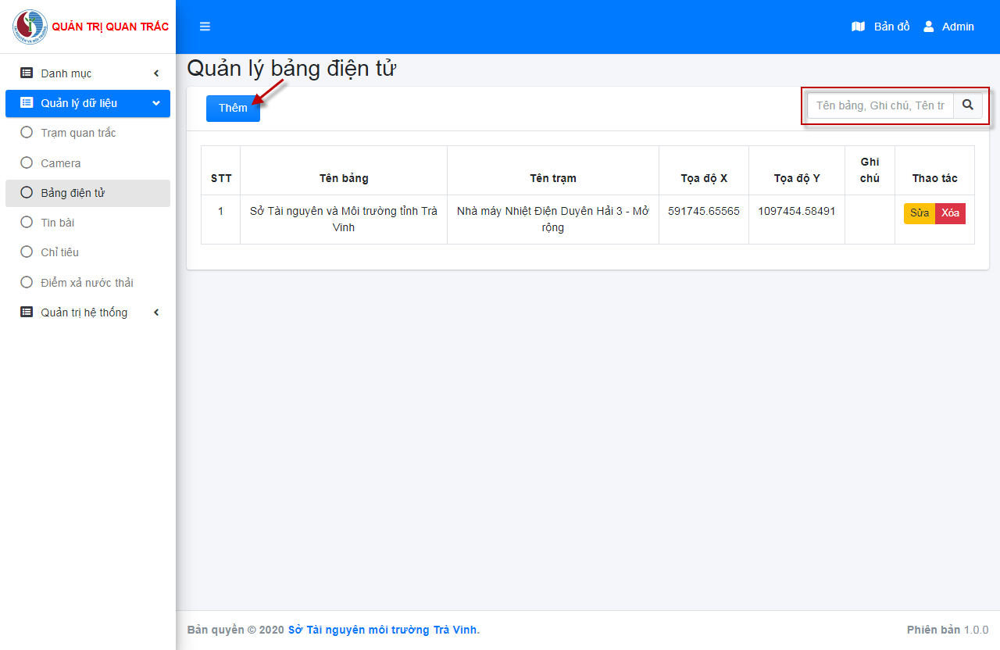 QUẢN TRỊ QUAN TRẮC
Bản đồ
Admin
Danh mục
Quản lý dữ liệu
Trạm quan trắc
Camera
Bảng điện tử
Tin bài
Chỉ tiêu
Điểm xả nước thải
Quản trị hệ thống
Quản lý bảng điện tử
Thêm
Tên bảng, Ghi chú, Tên tr
STT Tên bảng Tên trạm Tọa độ X Tọa độ Y Ghi chú Thao tác
1 Sở Tài nguyên và Môi trường tỉnh Trà Vinh Nhà máy Nhiệt Điện Duyên Hải 3 - Mở rộng 591745.65565 1097454.58491 Sửa Xóa
Bản quyền © 2020 Sở Tài nguyên môi trường Trà Vinh.
Phiên bản 1.0.0